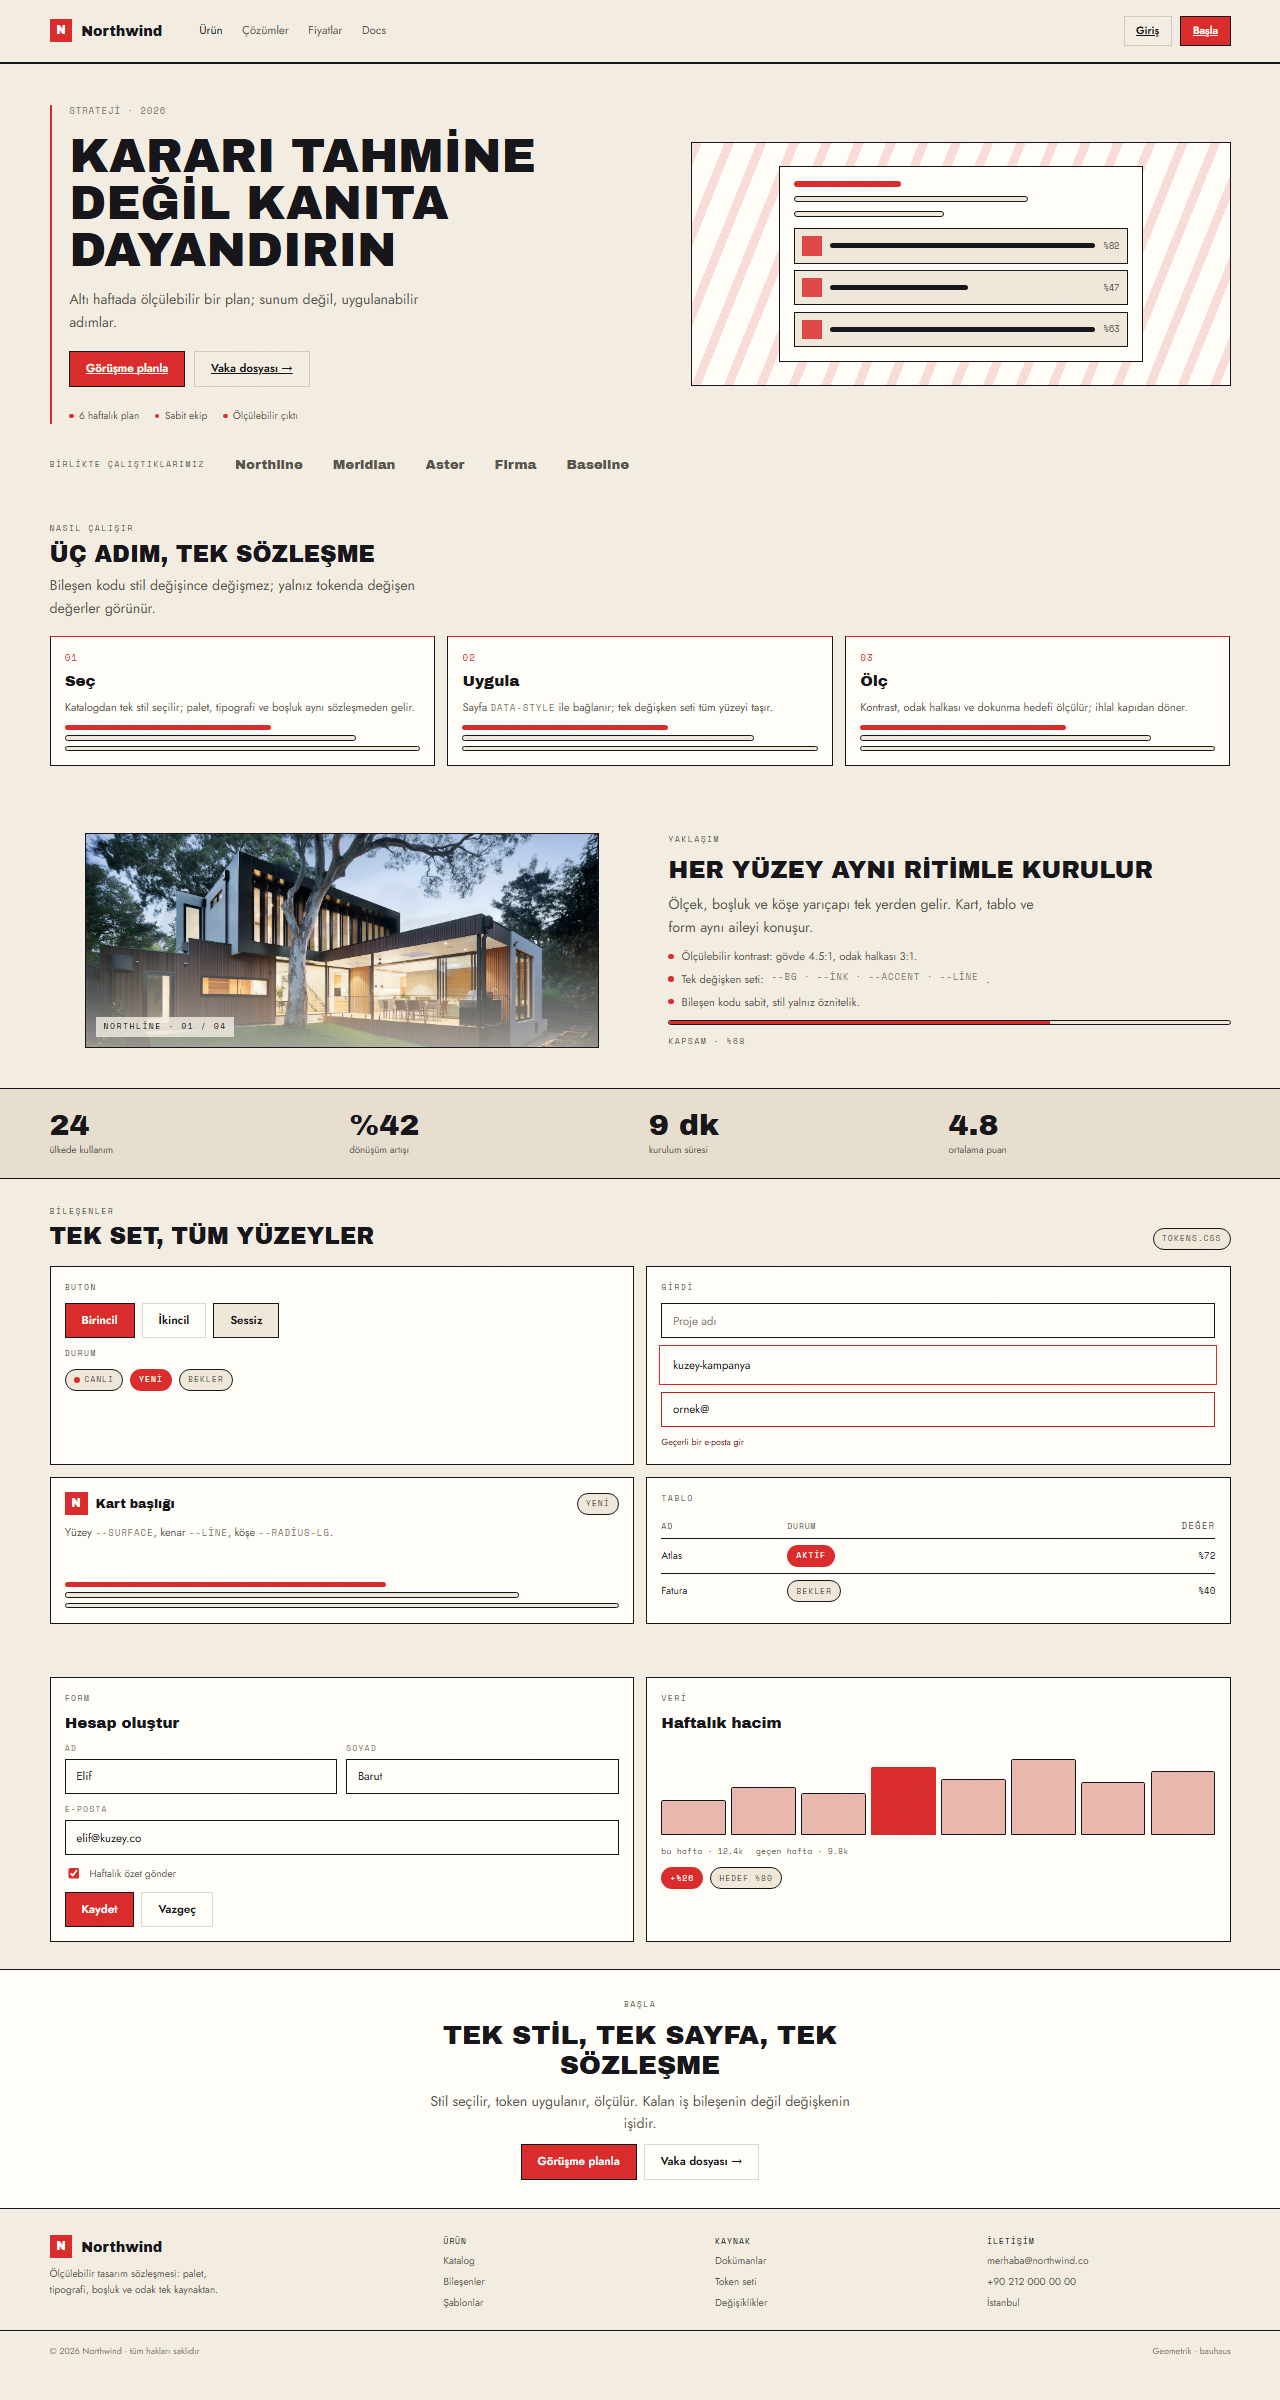 N Northwind Ürün Çözümler Fiyatlar Docs Giriş Başla
STRATEJİ · 2026
KARARI TAHMİNE
DEĞİL KANITA
DAYANDIRIN
Altı haftada ölçülebilir bir plan; sunum değil, uygulanabilir
adımlar.
Görüşme planla Vaka dosyası →
6 haftalık plan Sabit ekip Ölçülebilir çıktı
%82
%47
%63
BİRLİKTE ÇALIŞTIKLARIMIZ Northline Meridian Aster Firma Baseline
NASIL ÇALIŞIR
ÜÇ ADIM, TEK SÖZLEŞME
Bileşen kodu stil değişince değişmez; yalnız tokenda değişen
değerler görünür.
01
Seç
Katalogdan tek stil seçilir; palet, tipografi ve boşluk aynı sözleşmeden gelir.
02
Uygula
Sayfa DATA-STYLE ile bağlanır; tek değişken seti tüm yüzeyi taşır.
03
Ölç
Kontrast, odak halkası ve dokunma hedefi ölçülür; ihlal kapıdan döner.
NORTHLİNE · 01 / 04
YAKLAŞIM
HER YÜZEY AYNI RİTİMLE KURULUR
Ölçek, boşluk ve köşe yarıçapı tek yerden gelir. Kart, tablo ve
form aynı aileyi konuşur.
Ölçülebilir kontrast: gövde 4.5:1, odak halkası 3:1.
Tek değişken seti: --BG · --İNK · --ACCENT · --LİNE .
Bileşen kodu sabit, stil yalnız öznitelik.
KAPSAM · %68
24
ülkede kullanım
%42
dönüşüm artışı
9 dk
kurulum süresi
4.8
ortalama puan
BİLEŞENLER
TEK SET, TÜM YÜZEYLER
TOKENS.CSS
BUTON
Birincil İkincil Sessiz
DURUM
CANLI YENİ BEKLER
GİRDİ
Proje adı
kuzey-kampanya
ornek@
Geçerli bir e-posta gir
N Kart başlığı YENİ
Yüzey --SURFACE, kenar --LİNE, köşe --RADİUS-LG.
TABLO
AD DURUM DEĞER
Atlas AKTİF %72
Fatura BEKLER %40
FORM
Hesap oluştur
AD SOYAD
Elif Barut
E-POSTA
elif@kuzey.co
Haftalık özet gönder
Kaydet Vazgeç
VERİ
Haftalık hacim
bu hafta · 12.4k geçen hafta · 9.8k
+%26 HEDEF %80
BAŞLA
TEK STİL, TEK SAYFA, TEK
SÖZLEŞME
Stil seçilir, token uygulanır, ölçülür. Kalan iş bileşenin değil değişkenin
işidir.
Görüşme planla Vaka dosyası →
N Northwind
Ölçülebilir tasarım sözleşmesi: palet,
tipografi, boşluk ve odak tek kaynaktan.
ÜRÜN
Katalog
Bileşenler
Şablonlar
KAYNAK
Dokümanlar
Token seti
Değişiklikler
İLETİŞİM
merhaba@northwind.co
+90 212 000 00 00
İstanbul
© 2026 Northwind · tüm hakları saklıdır
Geometrik · bauhaus